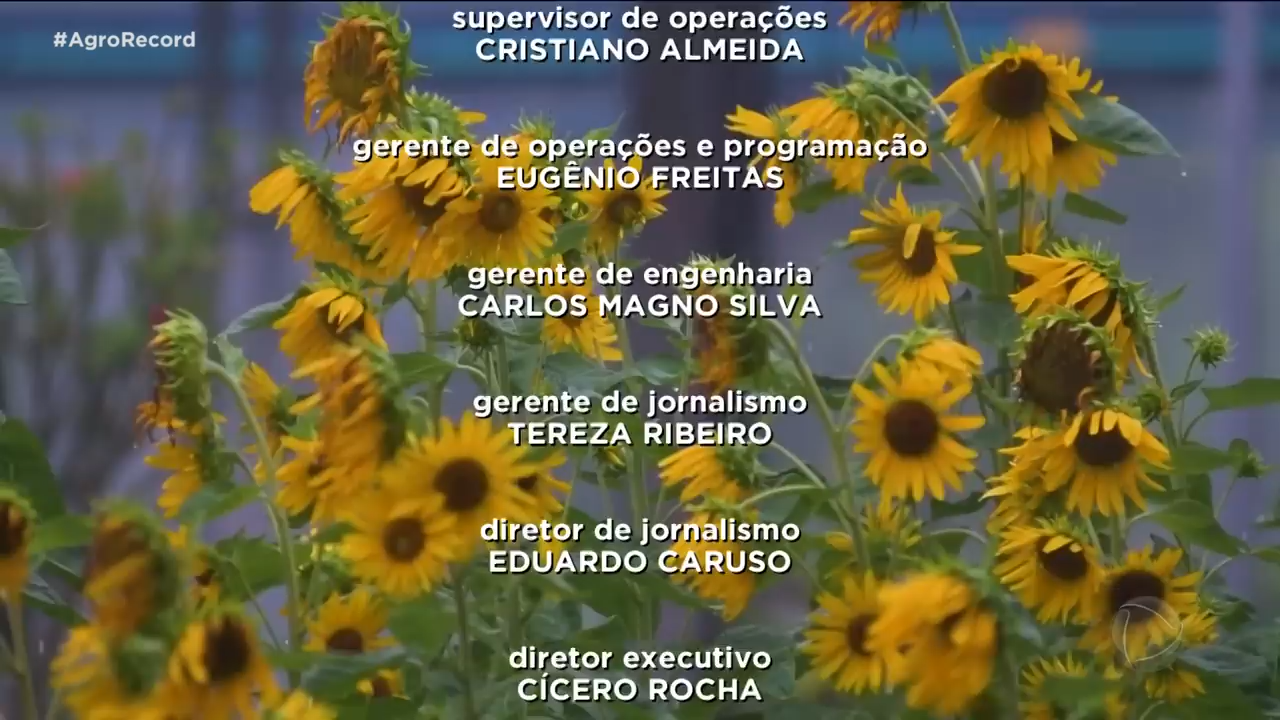 #AgroRecord
supervisor de operações
CRISTIANO ALMEIDA
gerente de operações e programação
EUGÊNIO FREITAS
gerente de engenharia
CARLOS MAGNO SILVA
gerente de jornalismo
TEREZA RIBEIRO
diretor de jornalismo
EDUARDO CARUSO
diretor executivo
CÍCERO ROCHA